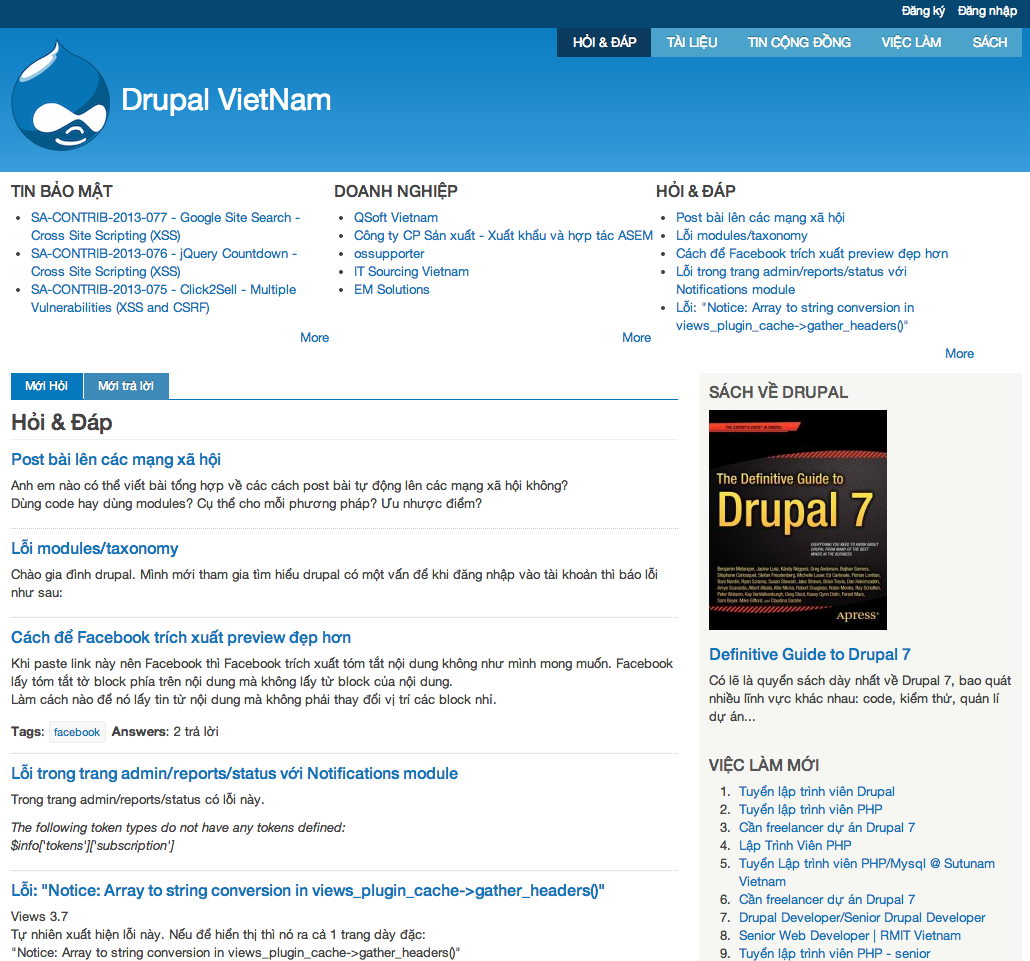 Đăng ký Đăng nhập
HỎI & ĐÁP TÀI LIỆU TIN CỘNG ĐỒNG VIỆC LÀM SÁCH
Drupal VietNam
TIN BẢO MẬT
SA-CONTRIB-2013-077 - Google Site Search -
Cross Site Scripting (XSS)
SA-CONTRIB-2013-076 - jQuery Countdown -
Cross Site Scripting (XSS)
SA-CONTRIB-2013-075 - Click2Sell - Multiple
Vulnerabilities (XSS and CSRF)
More
DOANH NGHIỆP
QSoft Vietnam
Công ty CP Sản xuất - Xuất khẩu và hợp tác ASEM
ossupporter
IT Sourcing Vietnam
EM Solutions
More
HỎI & ĐÁP
Post bài lên các mạng xã hội
Lỗi modules/taxonomy
Cách để Facebook trích xuất preview đẹp hơn
Lỗi trong trang admin/reports/status với
Notifications module
Lỗi: "Notice: Array to string conversion in
views_plugin_cache->gather_headers()"
More
Mới Hỏi Mới trả lời
Hỏi & Đáp
Post bài lên các mạng xã hội
Anh em nào có thể viết bài tổng hợp về các cách post bài tự động lên các mạng xã hội không?
Dùng code hay dùng modules? Cụ thể cho mỗi phương pháp? Ưu nhược điểm?
Lỗi modules/taxonomy
Chào gia đình drupal. Mình mới tham gia tìm hiểu drupal có một vấn đề khi đăng nhập vào tài khoản thì báo lỗi
như sau:
Cách để Facebook trích xuất preview đẹp hơn
Khi paste link này nên Facebook thì Facebook trích xuất tóm tắt nội dung không như mình mong muốn. Facebook
lấy tóm tắt tờ block phía trên nội dung mà không lấy từ block của nội dung.
Làm cách nào để nó lấy tin từ nội dung mà không phải thay đổi vị trí các block nhỉ.
Tags: facebook Answers: 2 trả lời
Lỗi trong trang admin/reports/status với Notifications module
Trong trang admin/reports/status có lỗi này.
The following token types do not have any tokens defined:
$info['tokens']['subscription']
Lỗi: "Notice: Array to string conversion in views_plugin_cache->gather_headers()"
Views 3.7
Tự nhiên xuất hiện lỗi này. Nếu để hiển thị thì nó ra cả 1 trang dày đặc:
"Notice: Array to string conversion in views_plugin_cache->gather_headers()"
SÁCH VỀ DRUPAL
The Definitive Guide to
Drupal 7
Apress
Definitive Guide to Drupal 7
Có lẽ là quyển sách dày nhất về Drupal 7, bao quát
nhiều lĩnh vực khác nhau: code, kiểm thử, quản lí
dự án...
VIỆC LÀM MỚI
1. Tuyển lập trình viên Drupal
2. Tuyển lập trình viên PHP
3. Cần freelancer dự án Drupal 7
4. Lập Trình Viên PHP
5. Tuyển Lập trình viên PHP/Mysql @ Sutunam
Vietnam
6. Cần freelancer dự án Drupal 7
7. Drupal Developer/Senior Drupal Developer
8. Senior Web Developer | RMIT Vietnam
9. Tuyển lập trình viên PHP - senior